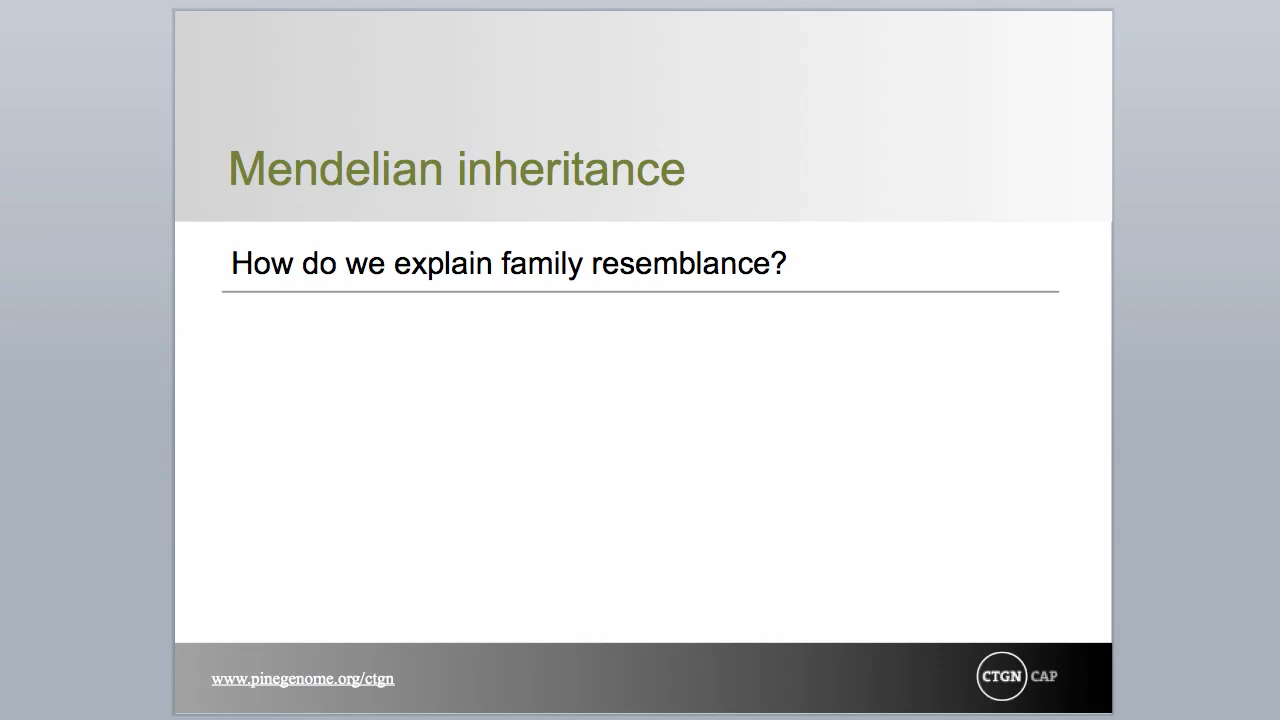 Mendelian inheritance
How do we explain family resemblance?
www.pinegenome.org/ctgn
CTGN CAP